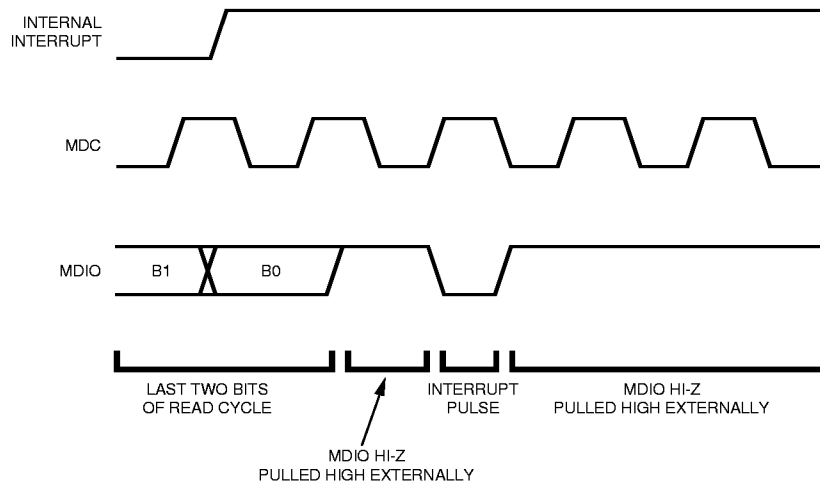 INTERNAL
INTERRUPT
MDC
MDIO
B1
B0
LAST TWO BITS
OF READ CYCLE
INTERRUPT
PULSE
MDIO HI-Z
PULLED HIGH EXTERNALLY
MDIO HI-Z
PULLED HIGH EXTERNALLY